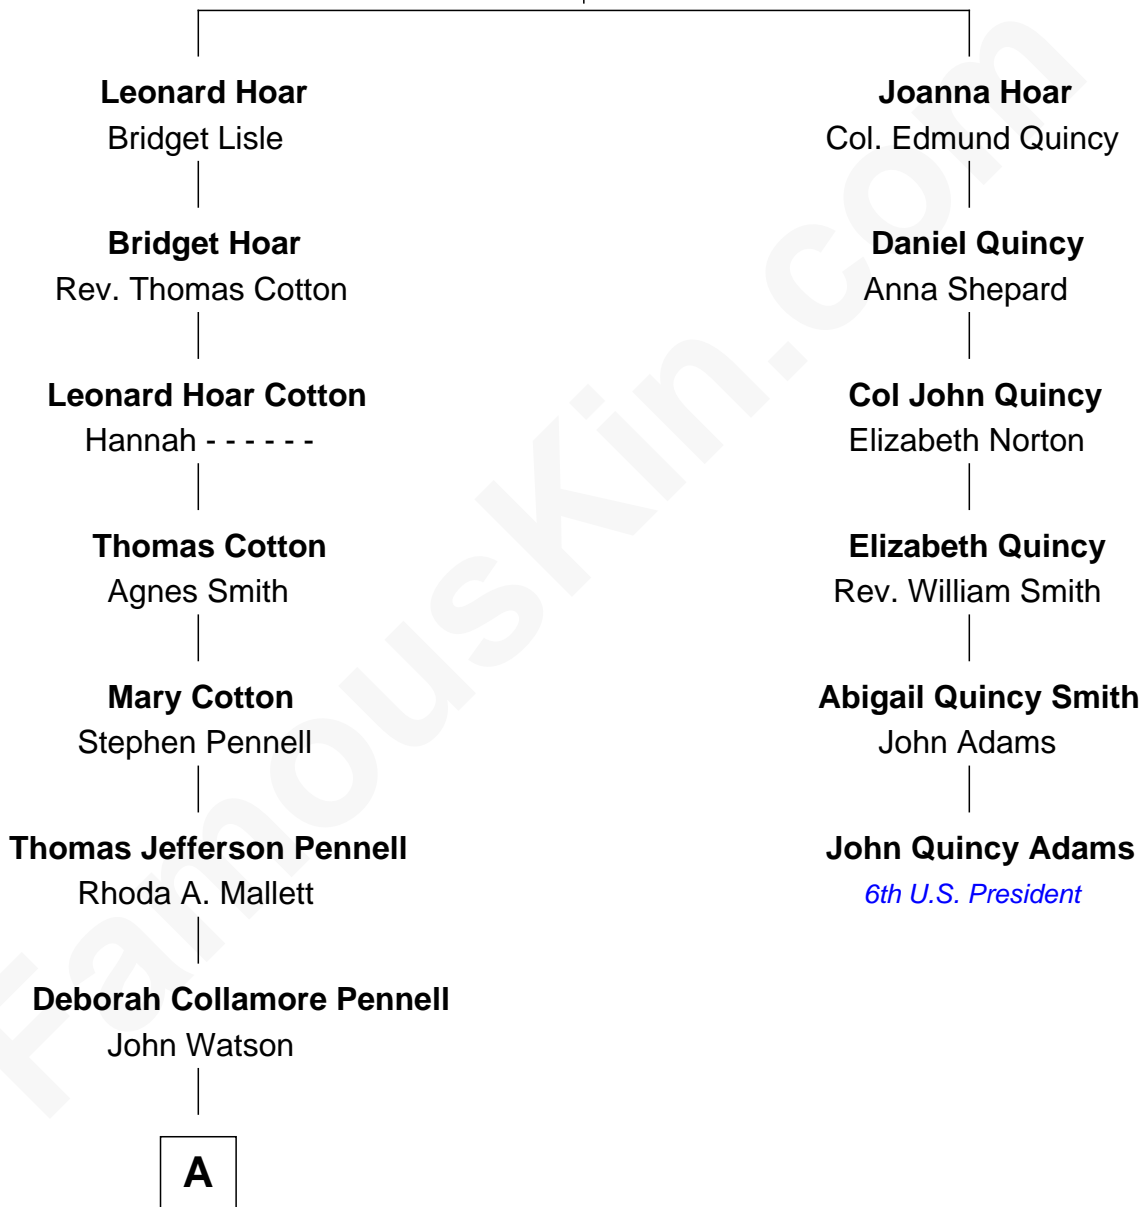 Leonard Hoar
Bridget Lisle
Bridget Hoar
Rev. Thomas Cotton
Leonard Hoar Cotton
Hannah - - - - - -
Thomas Cotton
Agnes Smith
Mary Cotton
Stephen Pennell
Thomas Jefferson Pennell
Rhoda A. Mallett
Deborah Collamore Pennell
John Watson
A
Joanna Hoar
Col. Edmund Quincy
Daniel Quincy
Anna Shepard
Col John Quincy
Elizabeth Norton
Elizabeth Quincy
Rev. William Smith
Abigail Quincy Smith
John Adams
John Quincy Adams
6th U.S. President
FamousKin.com